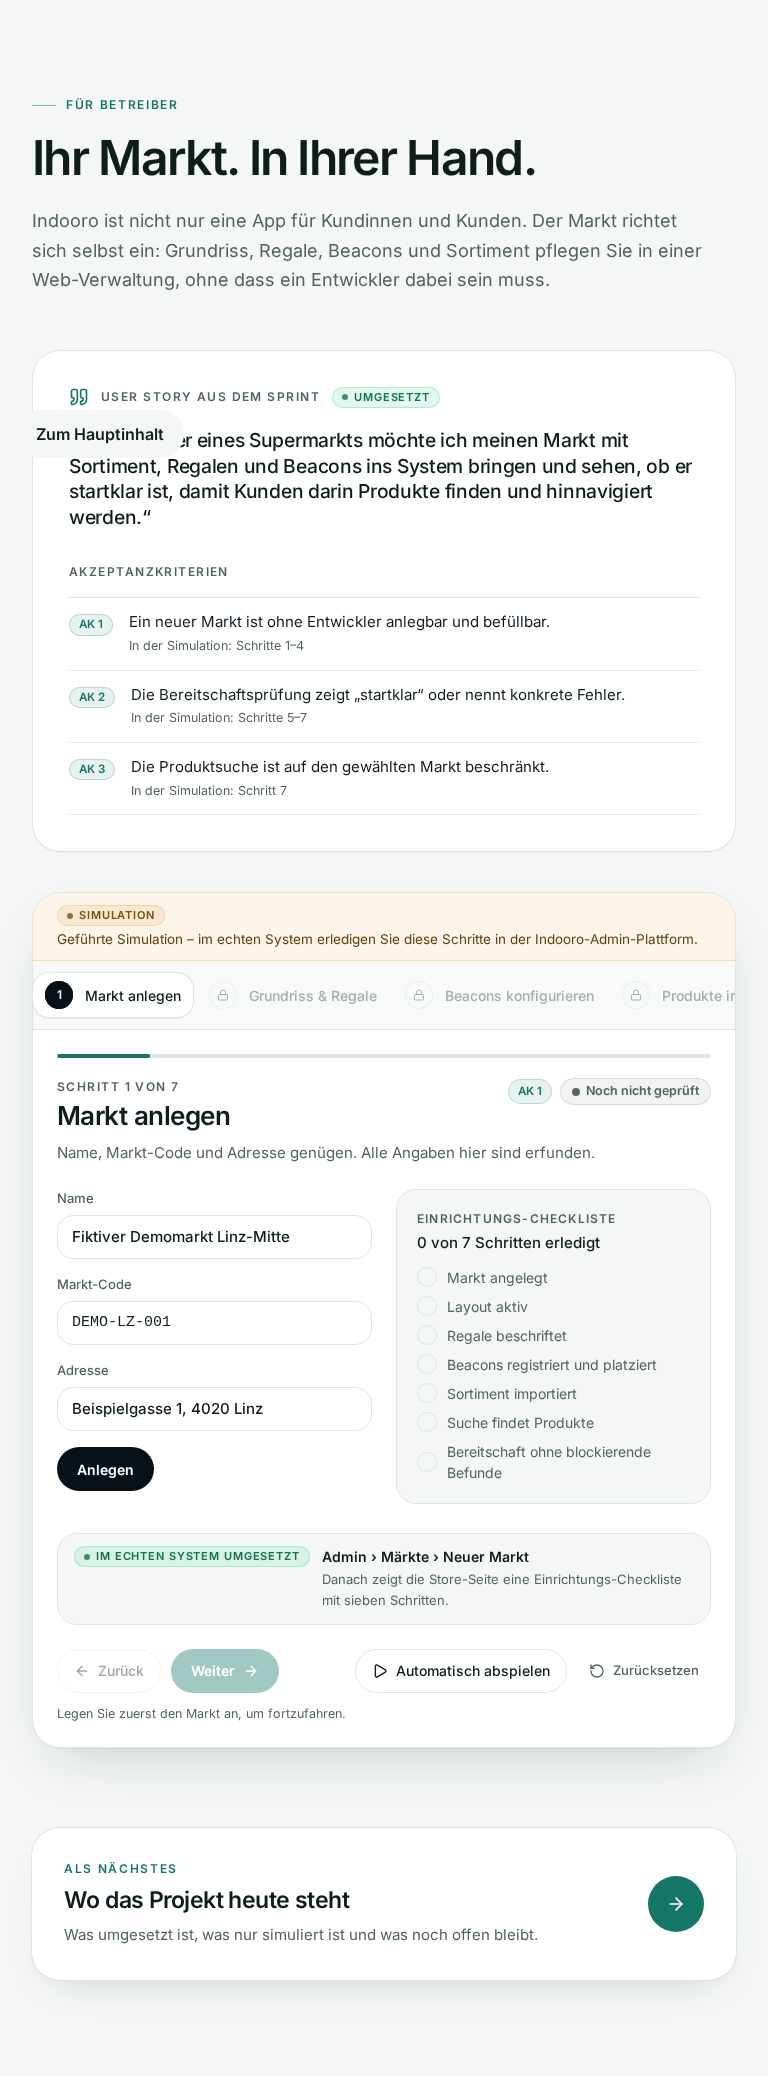 FÜR BETREIBER
Ihr Markt. In Ihrer Hand.
Indooro ist nicht nur eine App für Kundinnen und Kunden. Der Markt richtet
sich selbst ein: Grundriss, Regale, Beacons und Sortiment pflegen Sie in einer
Web-Verwaltung, ohne dass ein Entwickler dabei sein muss.
USER STORY AUS DEM SPRINT
UMGESETZT
Zum Hauptinhalt
eines Supermarkts möchte ich meinen Markt mit
Sortiment, Regalen und Beacons ins System bringen und sehen, ob er
startklar ist, damit Kunden darin Produkte finden und hinnavigiert
werden.“
AKZEPTANZKRITERIEN
AK 1 Ein neuer Markt ist ohne Entwickler anlegbar und befüllbar.
In der Simulation: Schritte 1–4
AK 2 Die Bereitschaftsprüfung zeigt „startklar“ oder nennt konkrete Fehler.
In der Simulation: Schritte 5–7
AK 3 Die Produktsuche ist auf den gewählten Markt beschränkt.
In der Simulation: Schritt 7
SIMULATION
Geführte Simulation – im echten System erledigen Sie diese Schritte in der Indooro-Admin-Plattform.
1 Markt anlegen Grundriss & Regale Beacons konfigurieren Produkte
SCHRITT 1 VON 7
AK 1 Noch nicht geprüft
Markt anlegen
Name, Markt-Code und Adresse genügen. Alle Angaben hier sind erfunden.
Name
Fiktiver Demomarkt Linz-Mitte
Markt-Code
DEMO-LZ-001
Adresse
Beispielgasse 1, 4020 Linz
Anlegen
EINRICHTUNGS-CHECKLISTE
0 von 7 Schritten erledigt
Markt angelegt
Layout aktiv
Regale beschriftet
Beacons registriert und platziert
Sortiment importiert
Suche findet Produkte
Bereitschaft ohne blockierende
Befunde
IM ECHTEN SYSTEM UMGESETZT
Admin › Märkte › Neuer Markt
Danach zeigt die Store-Seite eine Einrichtungs-Checkliste
mit sieben Schritten.
Zurück Weiter Automatisch abspielen Zurücksetzen
Legen Sie zuerst den Markt an, um fortzufahren.
ALS NÄCHSTES
Wo das Projekt heute steht
Was umgesetzt ist, was nur simuliert ist und was noch offen bleibt.